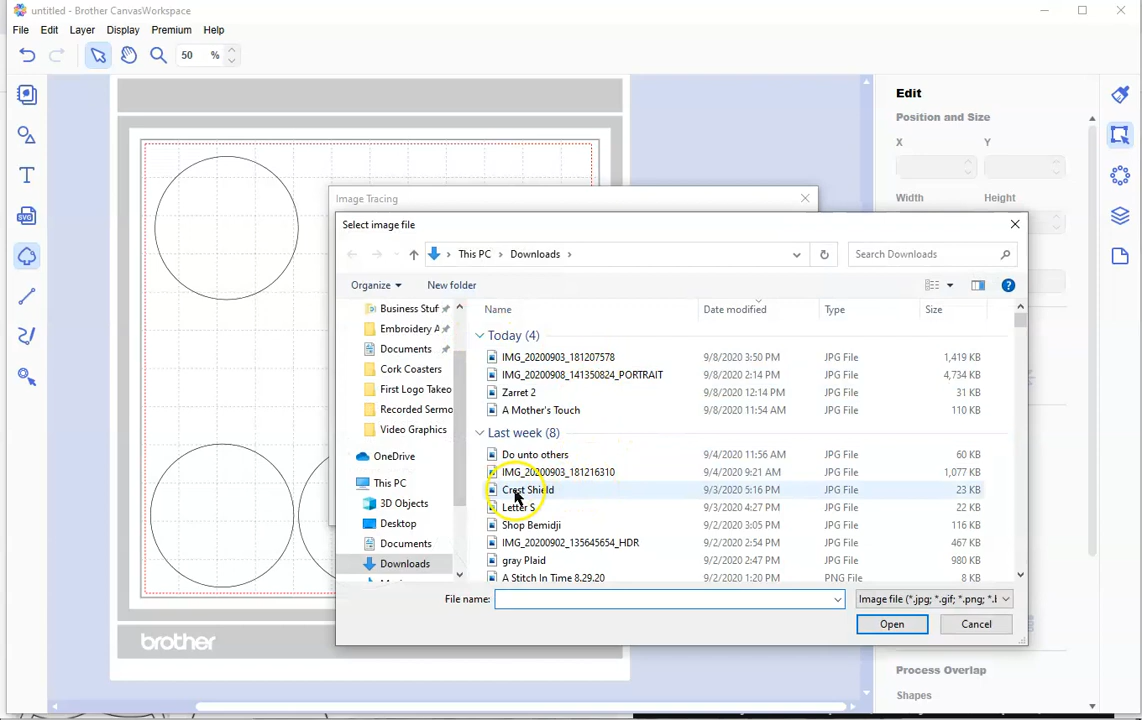 untitled - Brother CanvasWorkspace
File Edit Layer Display Premium Help
50 %
Edit
Position and Size
X Y
Width Height
Image Tracing
Select image file
This PC Downloads
Search Downloads
Organize New folder
Name Date modified Type Size
Business Stuf
Embroidery A
Documents
Cork Coasters
First Logo Takeo
Recorded Sermo
Video Graphics
OneDrive
This PC
3D Objects
Desktop
Documents
Downloads
Today (4)
IMG_20200903_181207578 9/8/2020 3:50 PM JPG File 1,419 KB
IMG_20200908_141350824_PORTRAIT 9/8/2020 2:14 PM JPG File 4,734 KB
Zarret 2 9/8/2020 12:14 PM JPG File 31 KB
A Mother's Touch 9/8/2020 11:54 AM JPG File 110 KB
Last week (8)
Do unto others 9/4/2020 11:56 AM JPG File 60 KB
IMG_20200903_181216310 9/4/2020 9:21 AM JPG File 1,077 KB
Crest Shield 9/3/2020 5:16 PM JPG File 23 KB
Letter S 9/3/2020 4:27 PM JPG File 22 KB
Shop Bemidji 9/2/2020 3:05 PM JPG File 116 KB
IMG_20200902_135645654_HDR 9/2/2020 2:54 PM JPG File 467 KB
gray Plaid 9/2/2020 2:47 PM JPG File 980 KB
A Stitch In Time 8.29.20 9/2/2020 1:20 PM PNG File 8 KB
File name:
Image file (*.jpg; *.gif; *.png; *.
Open Cancel
brother
SVG
Process Overlap
Shapes